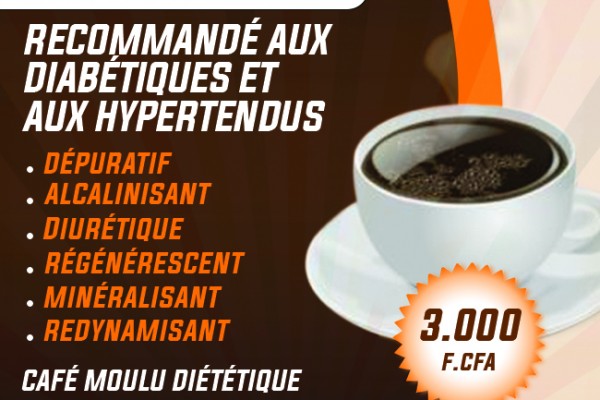 RECOMMANDÉ AUX
DIABÉTIQUES ET
AUX HYPERTENDUS
. DÉPURATIF
. ALCALINISANT
. DIURÉTIQUE
. RÉGÉNÉRESCENT
. MINÉRALISANT
. REDYNAMISANT
3.000
F.CFA
CAFÉ MOULU DIÉTÉTIQUE